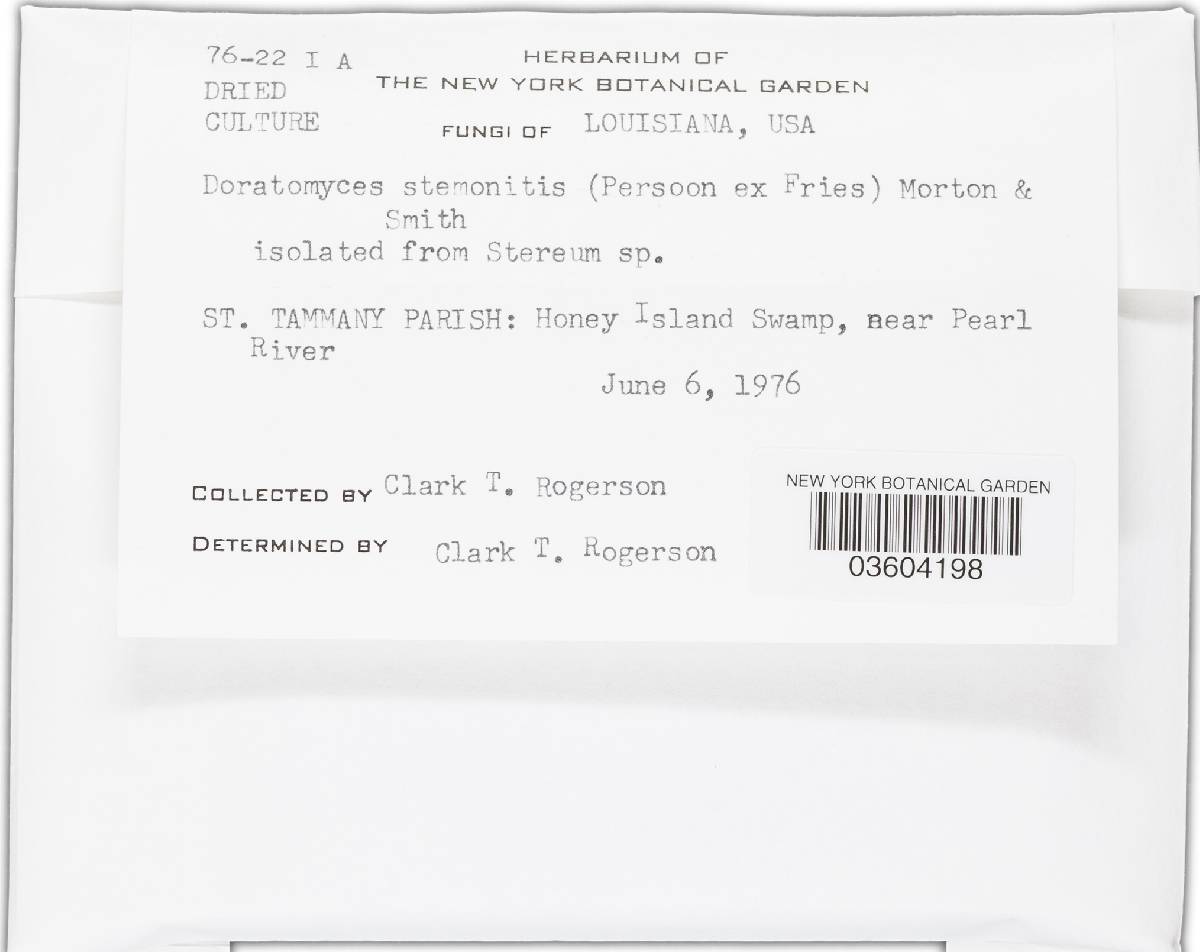 76-22 I A
DRIED
CULTURE
HERBARIUM OF
THE NEW YORK BOTANICAL GARDEN
FUNGI OF LOUISIANA, USA
Doratomyces stemonitis (Persoon ex Fries) Morton &
Smith
isolated from Stereum sp.
ST. TAMMANY PARISH: Honey Island Swamp, near Pearl
River
June 6, 1976
COLLECTED BY Clark T. Rogerson
DETERMINED BY Clark T. Rogerson
NEW YORK BOTANICAL GARDEN
03604198